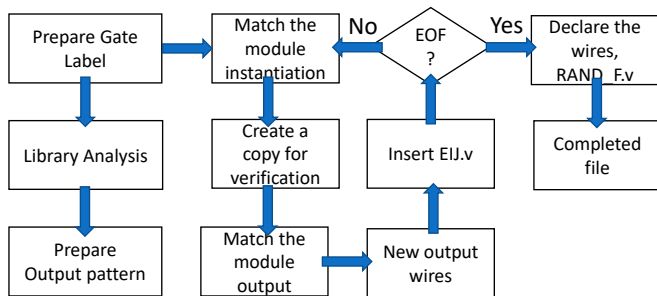 Prepare Gate
Label
Library Analysis
Prepare
Output pattern
Match the
module
instantiation
Create a
copy for
verification
Match the
module
output
New output
wires
Insert EIJ.v
EOF
?
No
Yes
Declare the
wires,
RAND_F.v
Completed
file